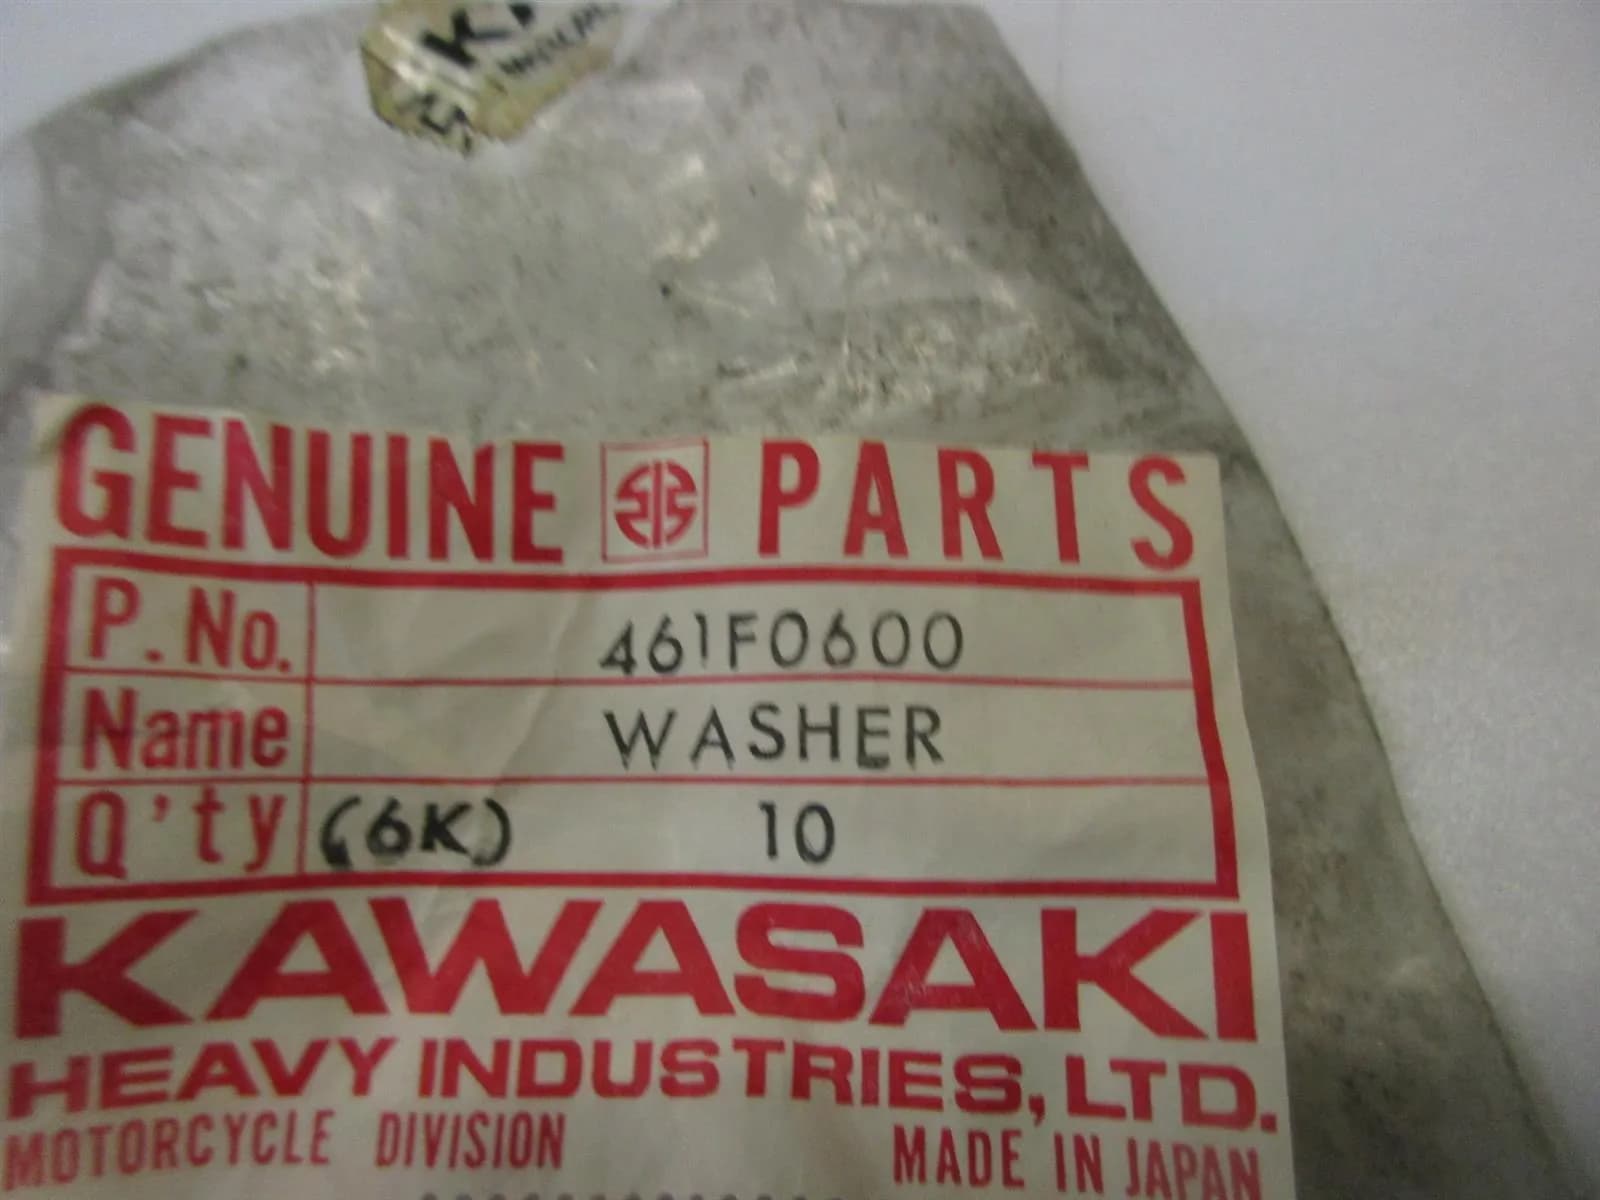 GENUINE PARTS
P. No. 461F0600
Name WASHER
Q'ty (6K) 10
KAWASAKI
HEAVY INDUSTRIES, LTD.
MOTORCYCLE DIVISION MADE IN JAPAN